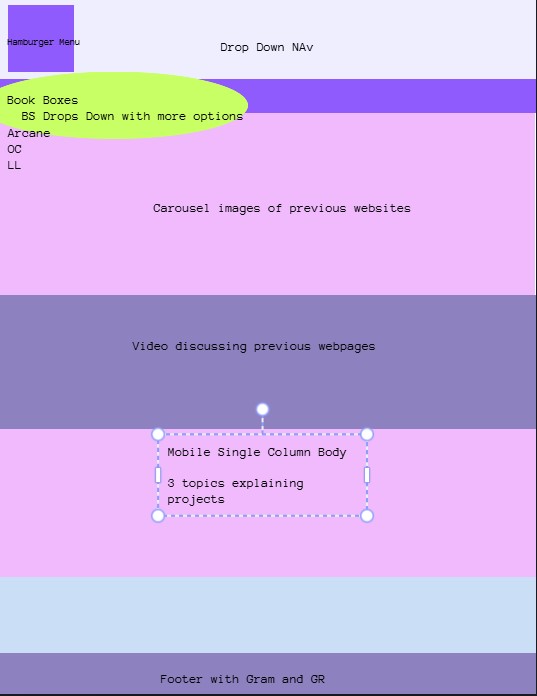 Hamburger Menu
Drop Down NAv
Book Boxes
BS Drops Down with more options
Arcane
OC
LL
Carousel images of previous websites
Video discussing previous webpages
Mobile Single Column Body
3 topics explaining
projects
Footer with Gram and GR